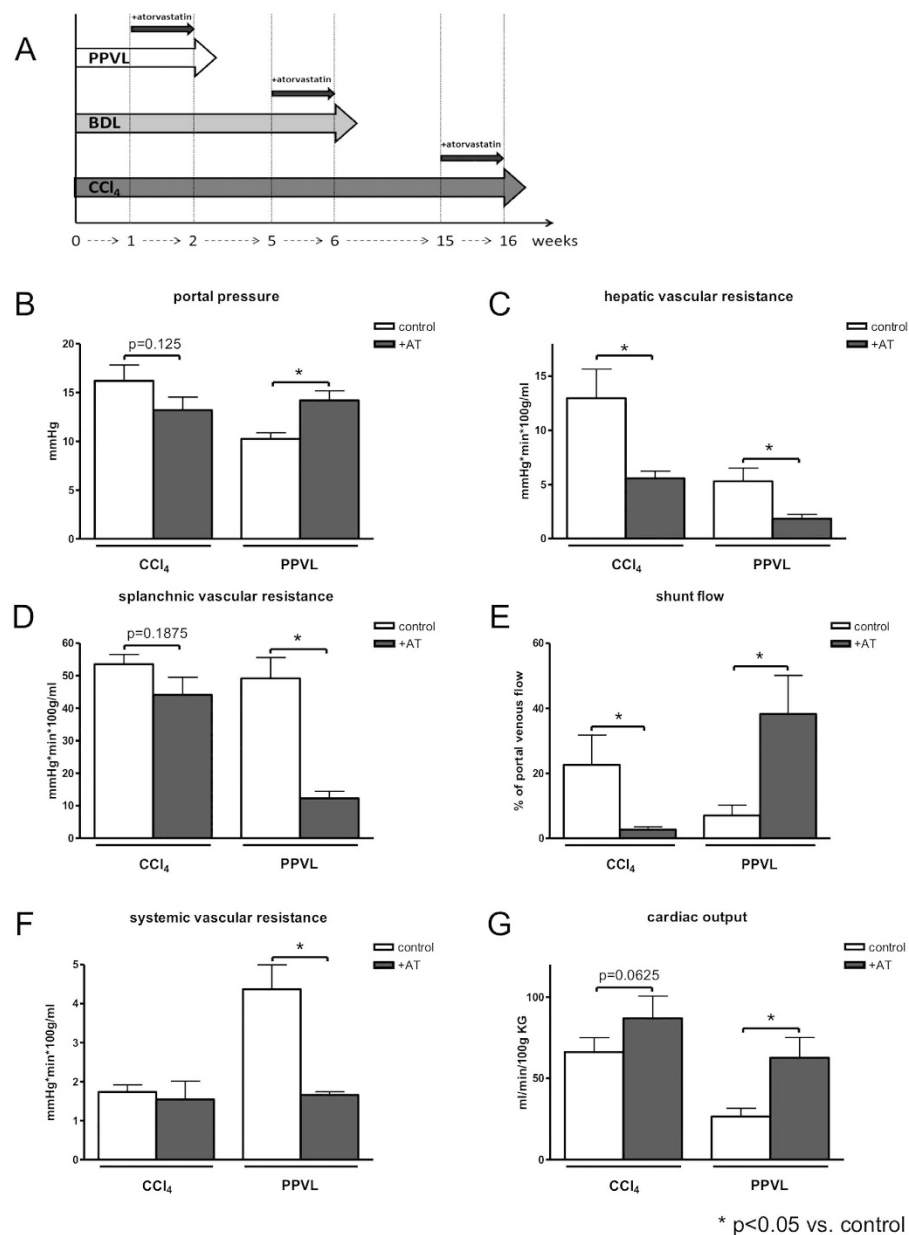 A
+atorvastatin
PPVL
+atorvastatin
BDL
+atorvastatin
CCl₄
0 ----> 1 ----> 2 ----> 5 ----> 6 ----> 15 ----> 16 weeks
B
portal pressure
control
+AT
p=0.125
*
mmHg
20
15
10
5
0
CCl₄
PPVL
C
hepatic vascular resistance
control
+AT
*
*
mmHg*min*100g/ml
15
10
5
0
CCl₄
PPVL
D
splanchnic vascular resistance
control
+AT
p=0.1875
*
mmHg*min*100g/ml
60
50
40
30
20
10
0
CCl₄
PPVL
E
shunt flow
control
+AT
*
*
% of portal venous flow
60
40
20
0
CCl₄
PPVL
F
systemic vascular resistance
control
+AT
*
mmHg*min*100g/ml
5
4
3
2
1
0
CCl₄
PPVL
G
cardiac output
control
+AT
p=0.0625
*
ml/min/100g KG
100
50
0
CCl₄
PPVL
* p<0.05 vs. control